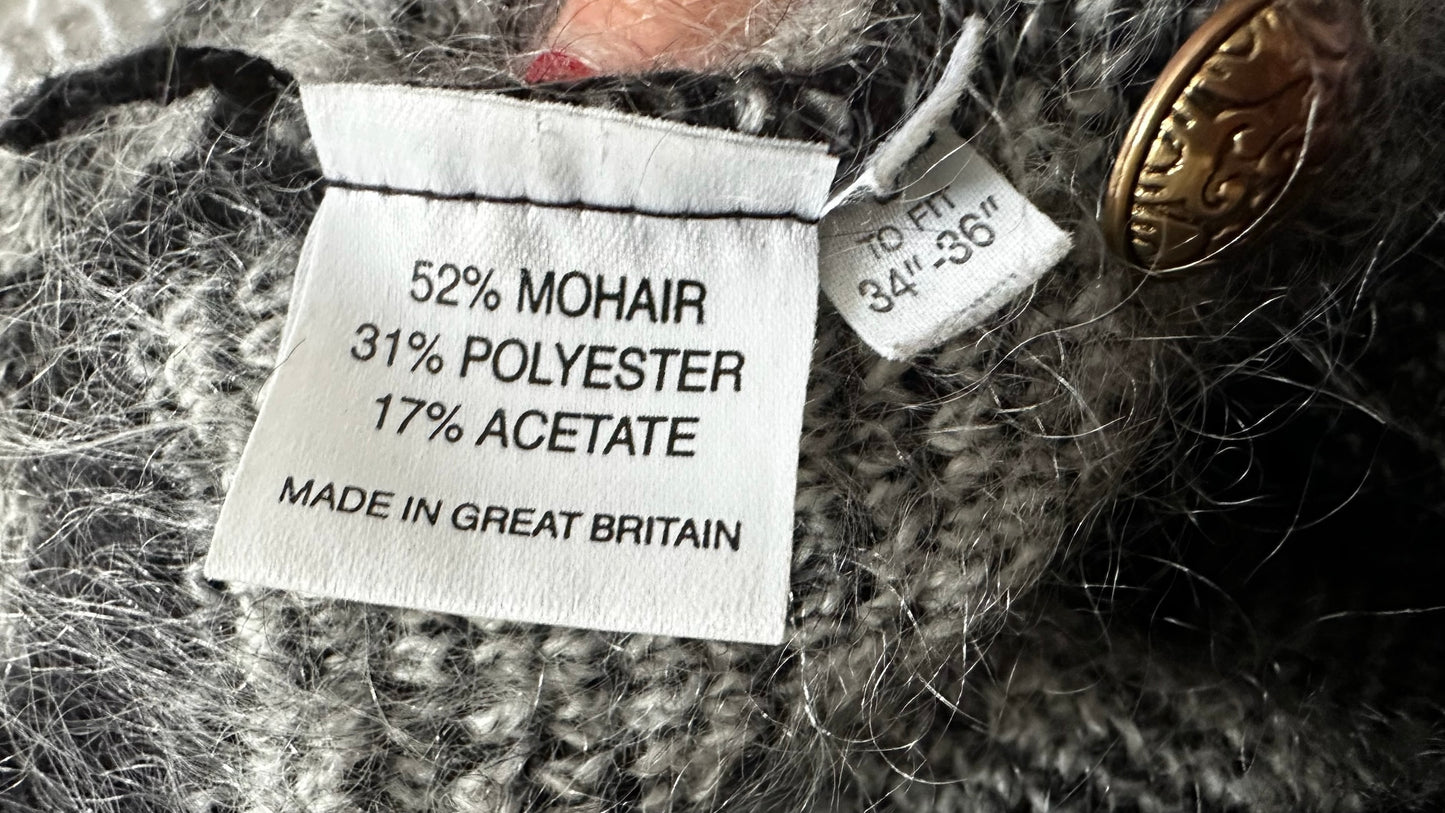 52% MOHAIR
31% POLYESTER
17% ACETATE
MADE IN GREAT BRITAIN
TO FIT
34"-36"